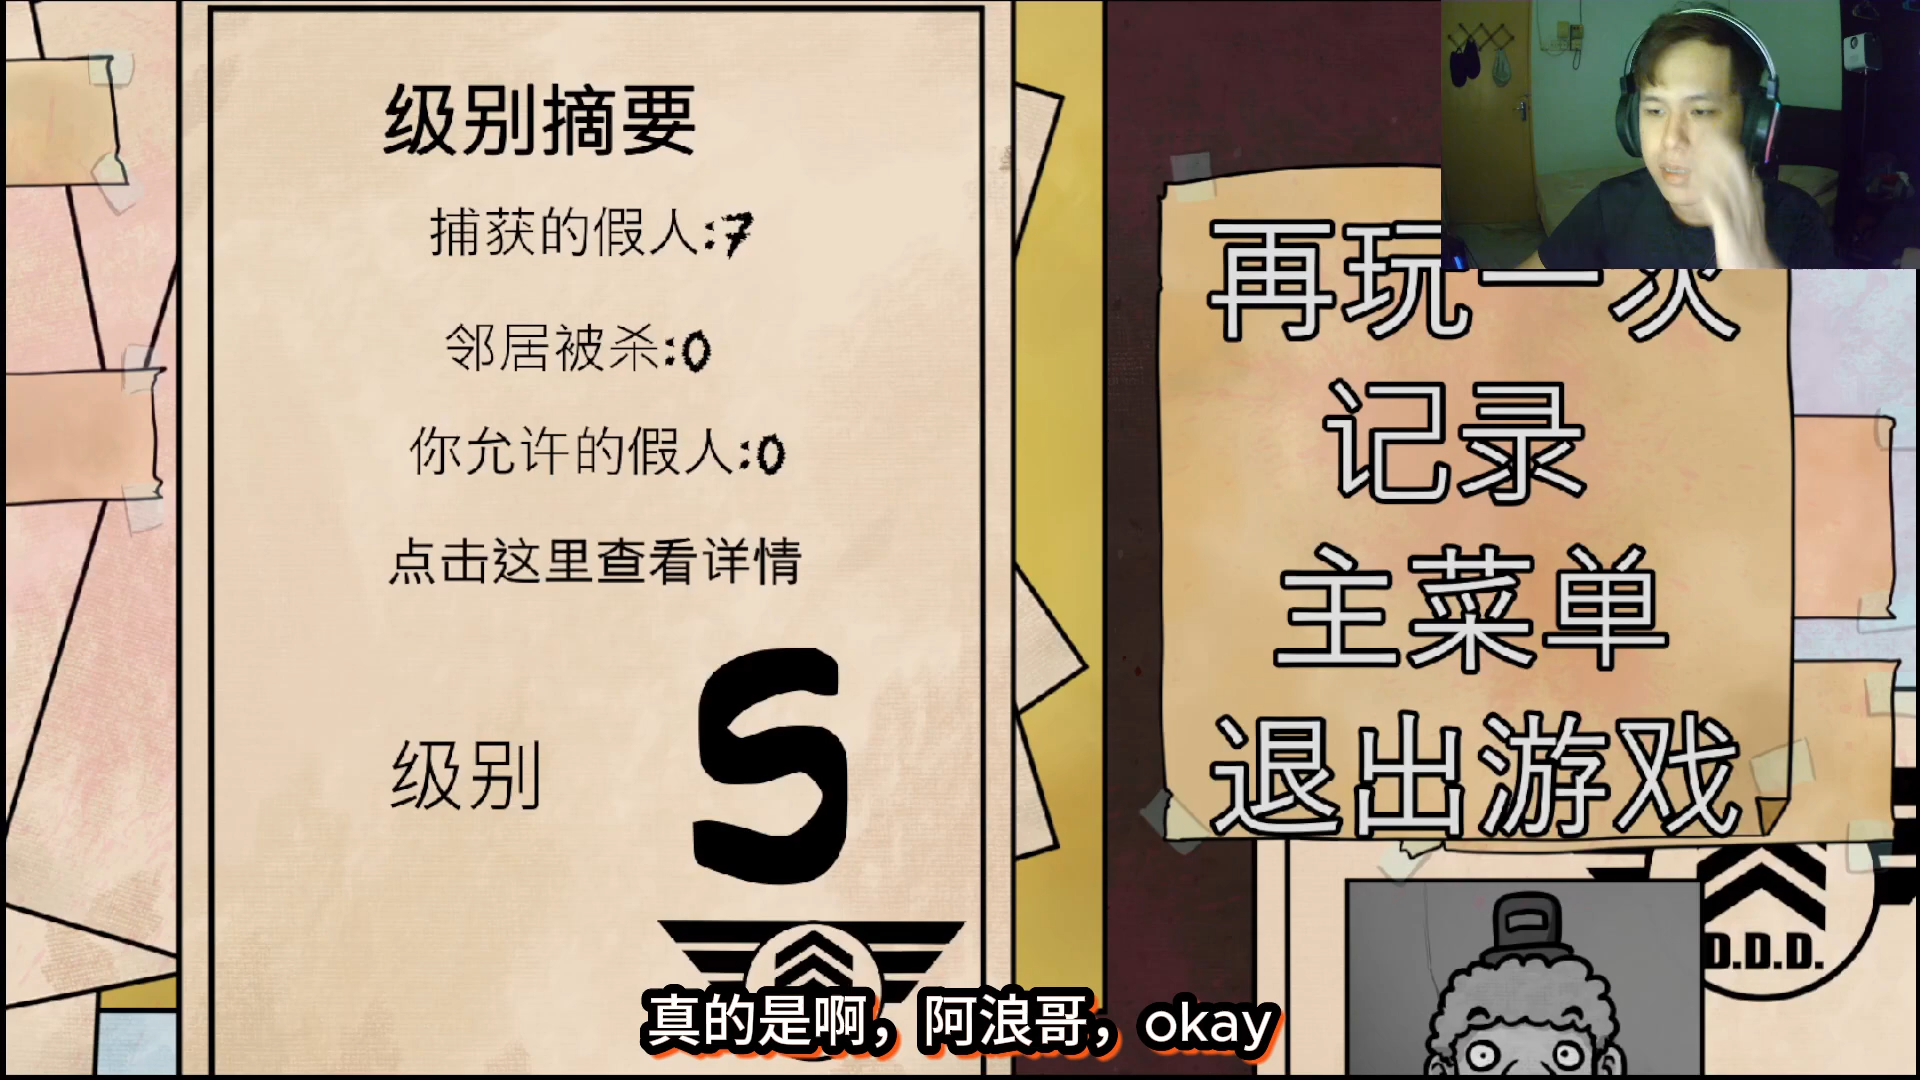 级别摘要
捕获的假人:7
邻居被杀:0
你允许的假人:0
点击这里查看详情
级别 S
再玩一次
记录
主菜单
退出游戏
D.D.D.
真的是啊，阿浪哥，okay